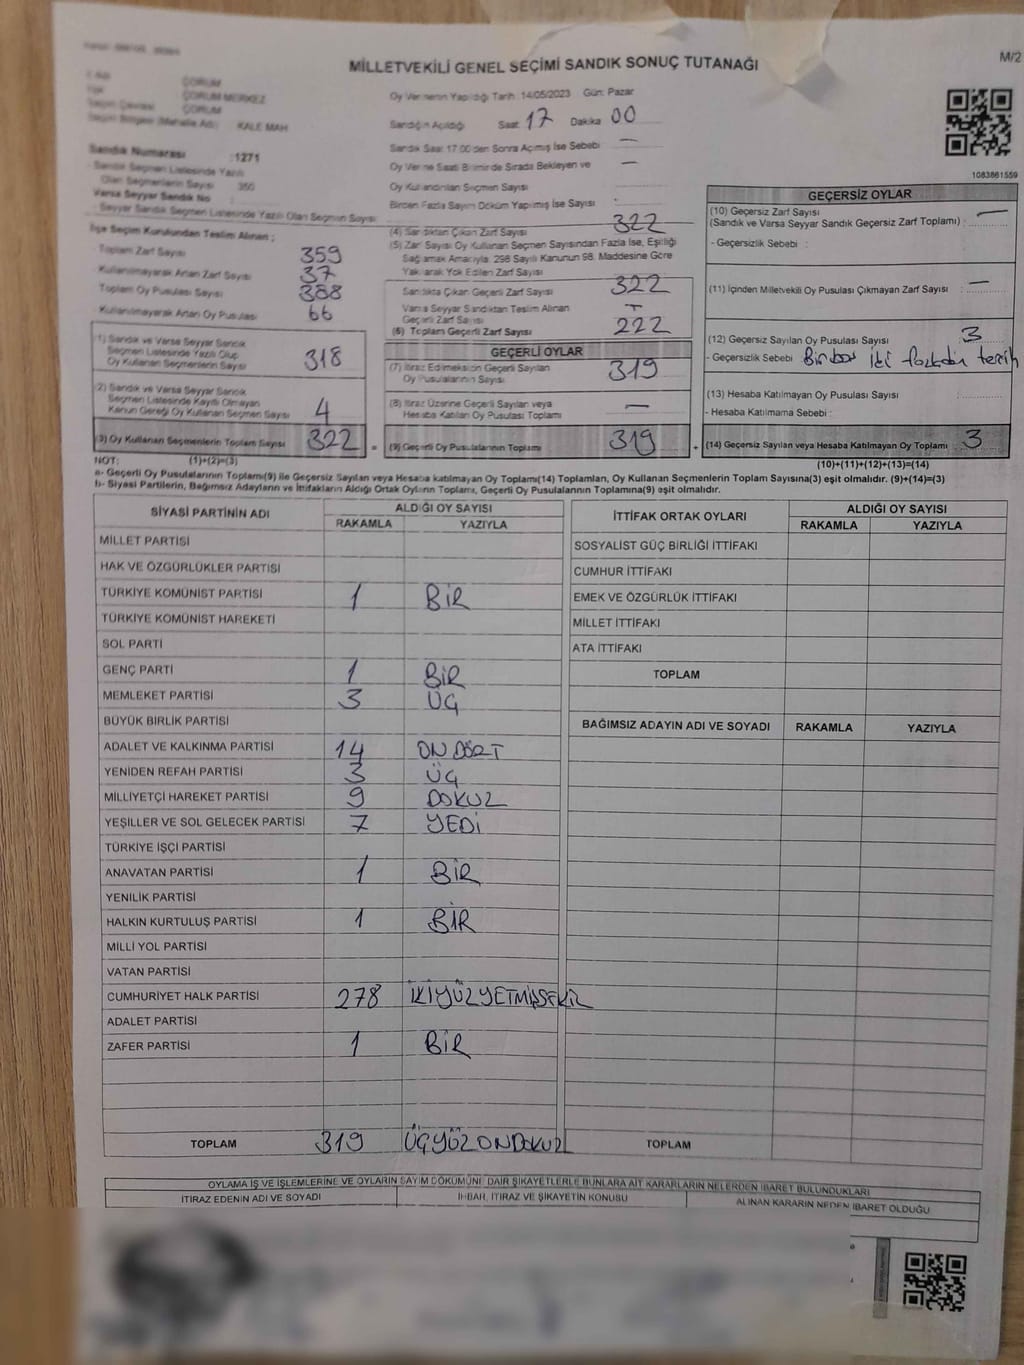 M/2
MİLLETVEKİLİ GENEL SEÇİMİ SANDIK SONUÇ TUTANAĞI
ÇORUM
ÇORUM MERKEZ
ÇORUM
KALE MAH
Sandık Numarası : 1271
Sandık Seçmen Listesinde Yazılı
Olan Seçmenlerin Sayısı 350
Varsa Seyyar Sandık No
Seyyar Sandık Seçmen Listesinde Yazılı Olan Seçmen Sayısı
İlçe Seçim Kurulundan Teslim Alınan ;
Toplam Zarf Sayısı 359
Kullanılmayarak Artan Zarf Sayısı 37
Toplam Oy Pusulası Sayısı 388
Kullanılmayarak Artan Oy Pusulası 66
(1) Sandık ve Varsa Seyyar Sandık
Seçmen Listesinde Yazılı Olup
Oy Kullanan Seçmenlerin Sayısı 318
(2) Sandık ve Varsa Seyyar Sandık
Seçmen Listesinde Kayıtlı Olmayan
Kanun Gereği Oy Kullanan Seçmen Sayısı 4
(3) Oy Kullanan Seçmenlerin Toplam Sayısı 322 =
Oy Vermenin Yapıldığı Tarih: 14/05/2023 Gün: Pazar
Sandığın Açıldığı Saat 17 Dakika 00
Sandık Saat 17.00'den Sonra Açılmış İse Sebebi —
Oy Verme Saati Bitiminde Sırada Bekleyen ve —
Oy Kullandırılan Seçmen Sayısı
Birden Fazla Sayım Döküm Yapılmış İse Sayısı —
(4) Sandıktan Çıkan Zarf Sayısı 322
(5) Zarf Sayısı Oy Kullanan Seçmen Sayısından Fazla İse, Eşitliği
Sağlamak Amacıyla, 298 Sayılı Kanunun 98. Maddesine Göre
Yakılarak Yok Edilen Zarf Sayısı
Sandıkta Çıkan Geçerli Zarf Sayısı 322
Varsa Seyyar Sandıktan Teslim Alınan
Geçerli Zarf Sayısı
(6) Toplam Geçerli Zarf Sayısı 222
GEÇERLİ OYLAR
(7) İtiraz Edilmeksizin Geçerli Sayılan
Oy Pusulalarının Sayısı 319
(8) İtiraz Üzerine Geçerli Sayılan veya
Hesaba Katılan Oy Pusulası Toplamı —
(9) Geçerli Oy Pusulalarının Toplamı 319 +
1083861559
GEÇERSİZ OYLAR
(10) Geçersiz Zarf Sayısı
(Sandık ve Varsa Seyyar Sandık Geçersiz Zarf Toplamı) : —
- Geçersizlik Sebebi :
(11) İçinden Milletvekili Oy Pusulası Çıkmayan Zarf Sayısı —
(12) Geçersiz Sayılan Oy Pusulası Sayısı 3
- Geçersizlik Sebebi
(13) Hesaba Katılmayan Oy Pusulası Sayısı
- Hesaba Katılmama Sebebi :
(14) Geçersiz Sayılan veya Hesaba Katılmayan Oy Toplamı 3
(10)+(11)+(12)+(13)=(14)
NOT: (1)+(2)=(3)
a- Geçerli Oy Pusulalarının Toplamı(9) ile Geçersiz Sayılan veya Hesaba katılmayan Oy Toplamı(14) Toplamları, Oy Kullanan Seçmenlerin Toplam Sayısına(3) eşit olmalıdır. (9)+(14)=(3)
b- Siyasi Partilerin, Bağımsız Adayların ve İttifakların Aldığı Ortak Oyların Toplamı, Geçerli Oy Pusulalarının Toplamına(9) eşit olmalıdır.
SİYASİ PARTİNİN ADI ALDIĞI OY SAYISI
RAKAMLA YAZIYLA
MİLLET PARTİSİ
HAK VE ÖZGÜRLÜKLER PARTİSİ
TÜRKİYE KOMÜNİST PARTİSİ 1 BİR
TÜRKİYE KOMÜNİST HAREKETİ
SOL PARTİ
GENÇ PARTİ 1 BİR
MEMLEKET PARTİSİ 3 ÜÇ
BÜYÜK BİRLİK PARTİSİ
ADALET VE KALKINMA PARTİSİ 14 ON DÖRT
YENİDEN REFAH PARTİSİ 3 ÜÇ
MİLLİYETÇİ HAREKET PARTİSİ 9 DOKUZ
YEŞİLLER VE SOL GELECEK PARTİSİ 7 YEDİ
TÜRKİYE İŞÇİ PARTİSİ
ANAVATAN PARTİSİ 1 BİR
YENİLİK PARTİSİ
HALKIN KURTULUŞ PARTİSİ 1 BİR
MİLLİ YOL PARTİSİ
VATAN PARTİSİ
CUMHURİYET HALK PARTİSİ 278 İKİYÜZYETMİŞSEKİZ
ADALET PARTİSİ
ZAFER PARTİSİ 1 BİR
TOPLAM 319 ÜÇYÜZONDOKUZ
İTTİFAK ORTAK OYLARI ALDIĞI OY SAYISI
RAKAMLA YAZIYLA
SOSYALİST GÜÇ BİRLİĞİ İTTİFAKI
CUMHUR İTTİFAKI
EMEK VE ÖZGÜRLÜK İTTİFAKI
MİLLET İTTİFAKI
ATA İTTİFAKI
TOPLAM
BAĞIMSIZ ADAYIN ADI VE SOYADI RAKAMLA YAZIYLA
TOPLAM
OYLAMA İŞ VE İŞLEMLERİNE VE OYLARIN SAYIM DÖKÜMÜNE DAİR ŞİKAYETLERLE BUNLARA AİT KARARLARIN NELERDEN İBARET BULUNDUKLARI
İTİRAZ EDENİN ADI VE SOYADI İHBAR, İTİRAZ VE ŞİKAYETİN KONUSU ALINAN KARARIN NEDEN İBARET OLDUĞU